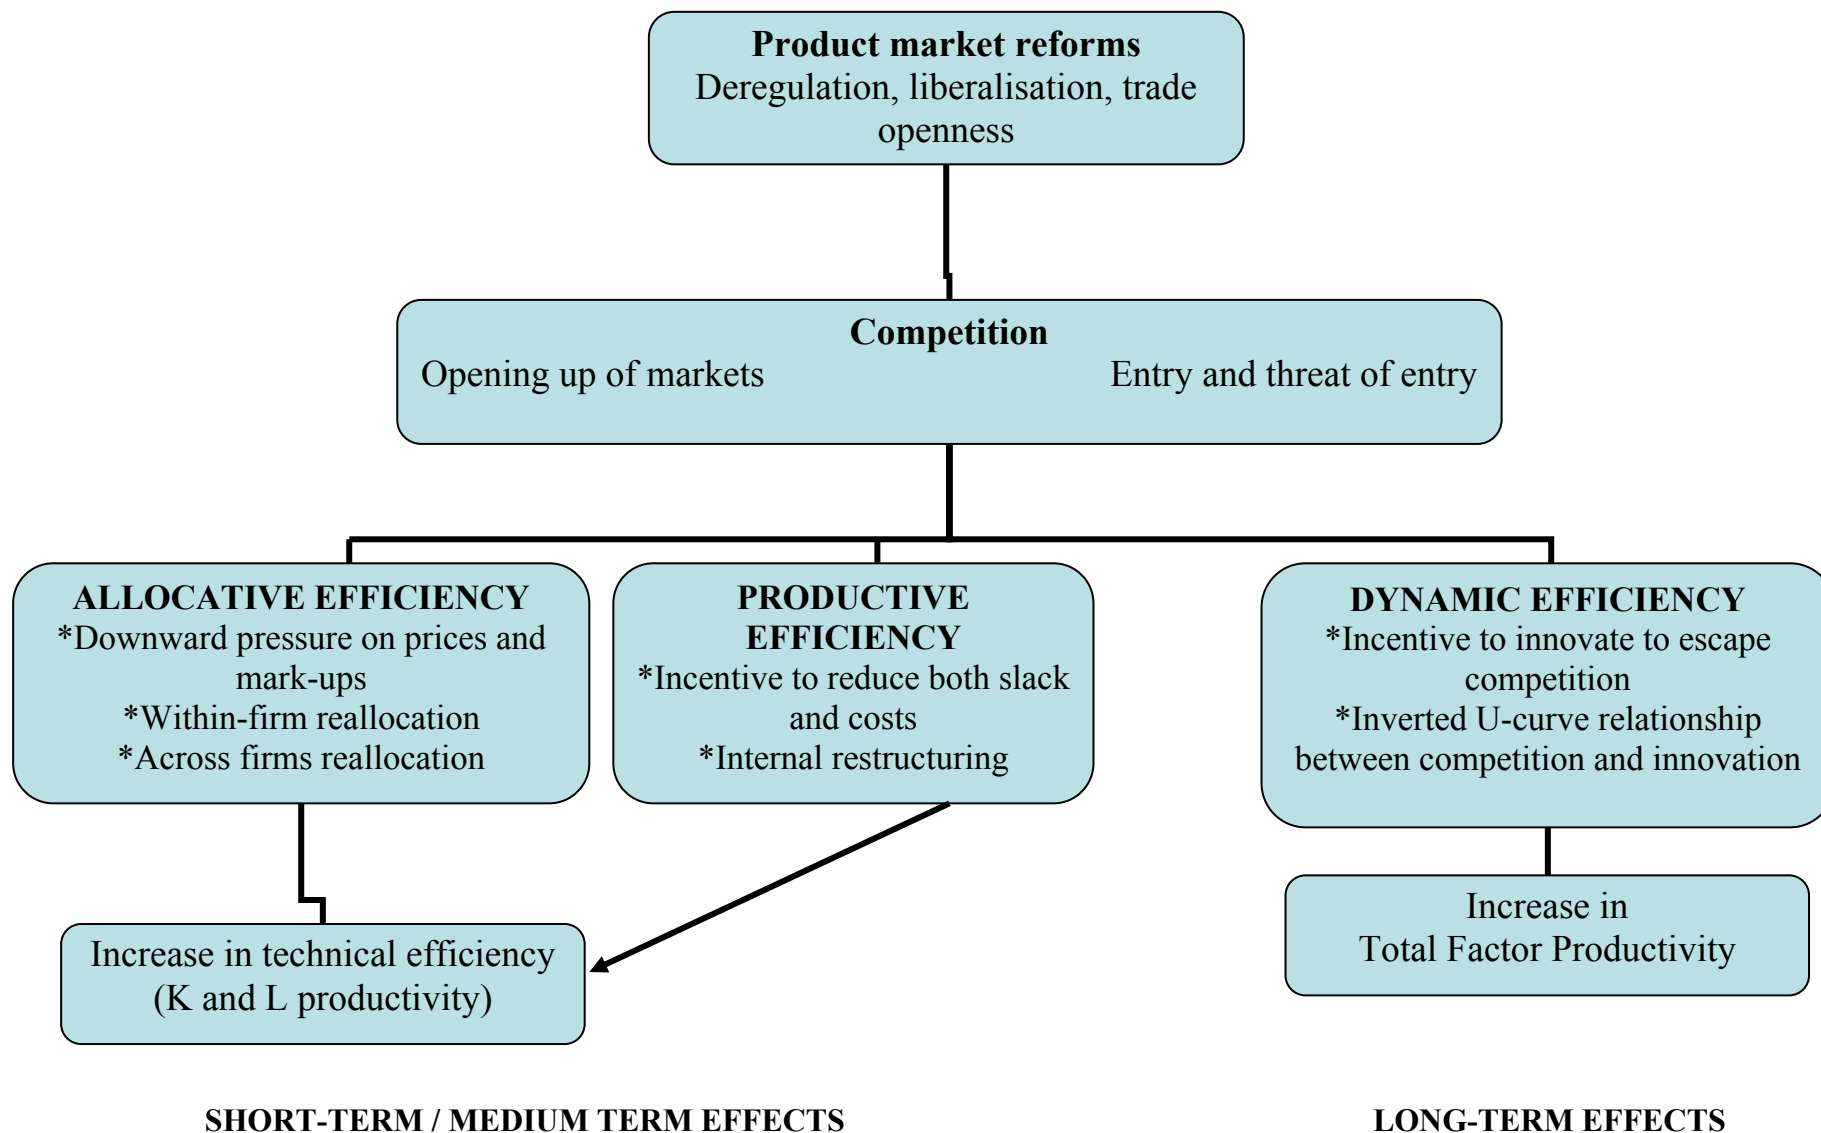 Product market reforms
Deregulation, liberalisation, trade
openness
Competition
Opening up of markets
Entry and threat of entry
ALLOCATIVE EFFICIENCY
*Downward pressure on prices and
mark-ups
*Within-firm reallocation
*Across firms reallocation
PRODUCTIVE
EFFICIENCY
*Incentive to reduce both slack
and costs
*Internal restructuring
DYNAMIC EFFICIENCY
*Incentive to innovate to escape
competition
*Inverted U-curve relationship
between competition and innovation
Increase in technical efficiency
(K and L productivity)
Increase in
Total Factor Productivity
SHORT-TERM / MEDIUM TERM EFFECTS
LONG-TERM EFFECTS